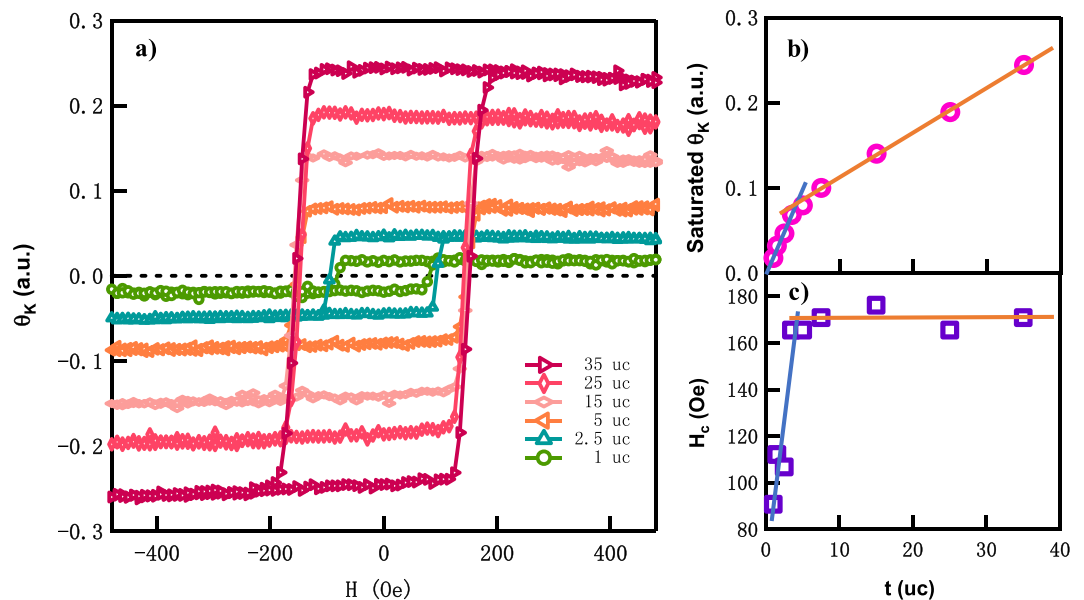 a)
0.3
0.2
0.1
0.0
-0.1
-0.2
-0.3
θK (a.u.)
-400
-200
0
200
400
H (Oe)
35 uc
25 uc
15 uc
5 uc
2.5 uc
1 uc
b)
0.3
0.2
0.1
0.0
Saturated θK (a.u.)
c)
180
160
140
120
100
80
Hc (Oe)
0
10
20
30
40
t (uc)